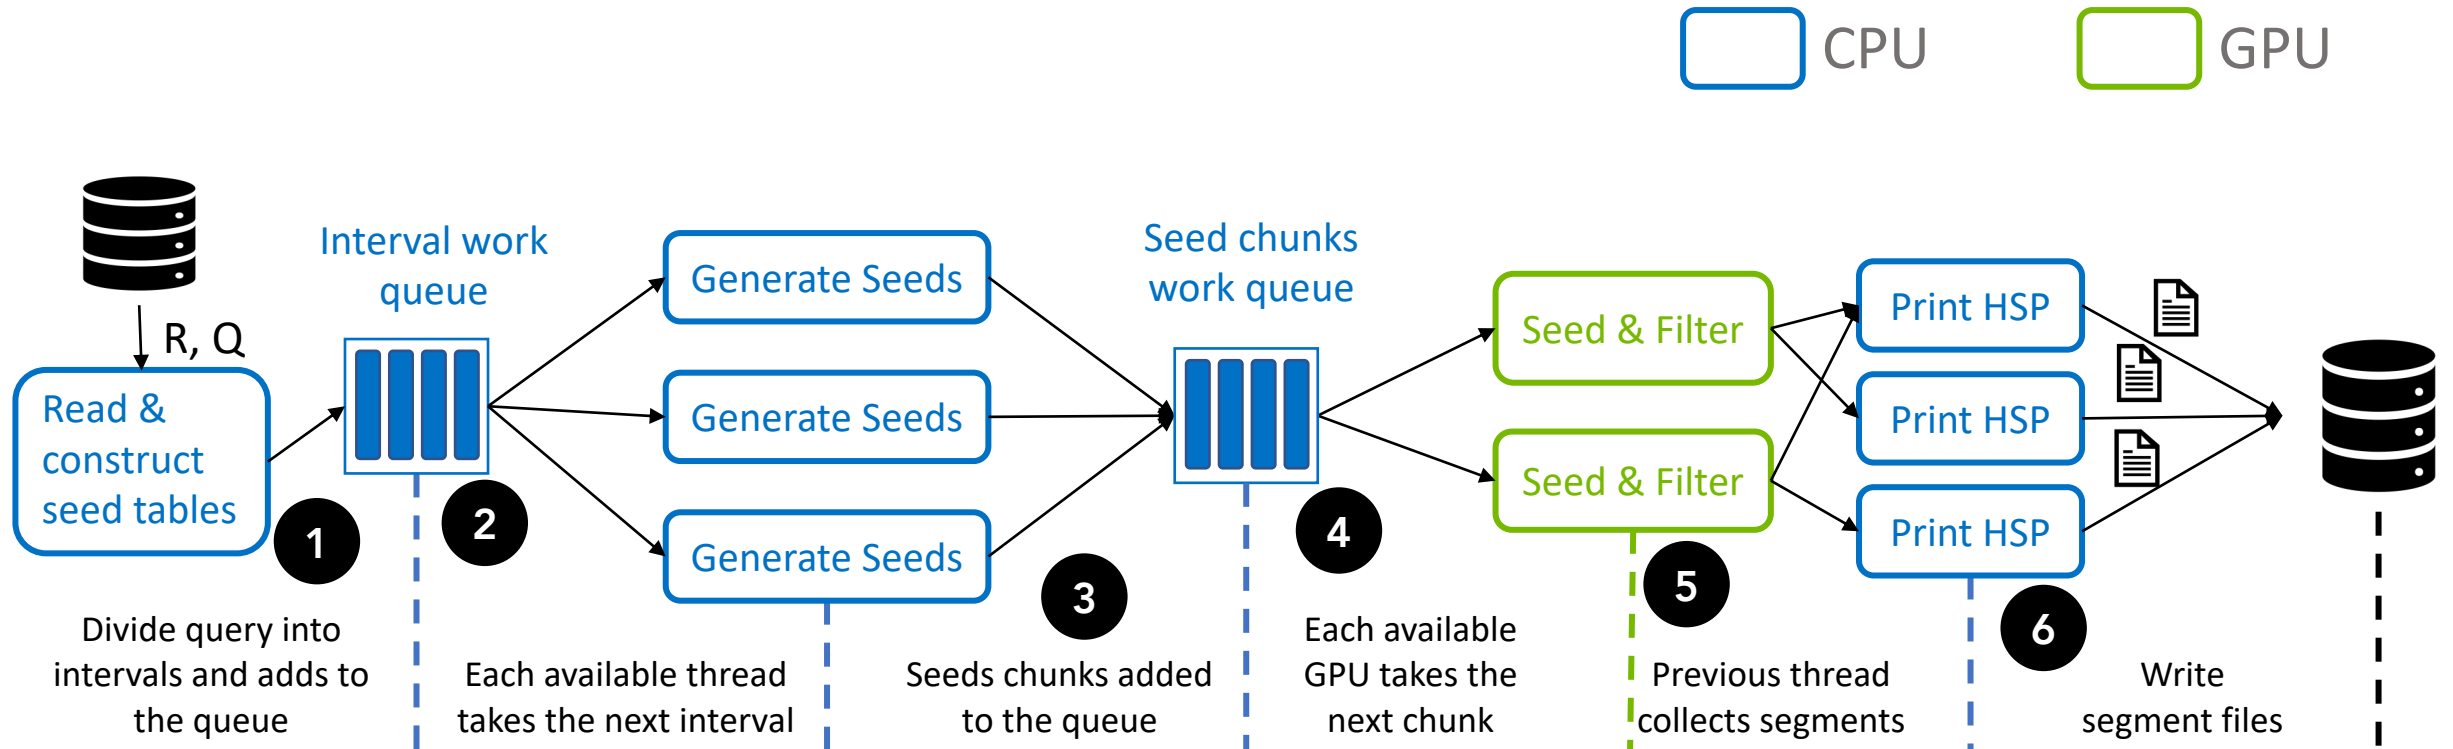 CPU
GPU
R, Q
Read &
construct
seed tables
Interval work
queue
Generate Seeds
Generate Seeds
Generate Seeds
Seed chunks
work queue
Seed & Filter
Seed & Filter
Print HSP
Print HSP
Print HSP
1
Divide query into
intervals and adds to
the queue
2
Each available thread
takes the next interval
3
Seeds chunks added
to the queue
4
Each available
GPU takes the
next chunk
5
Previous thread
collects segments
6
Write
segment files